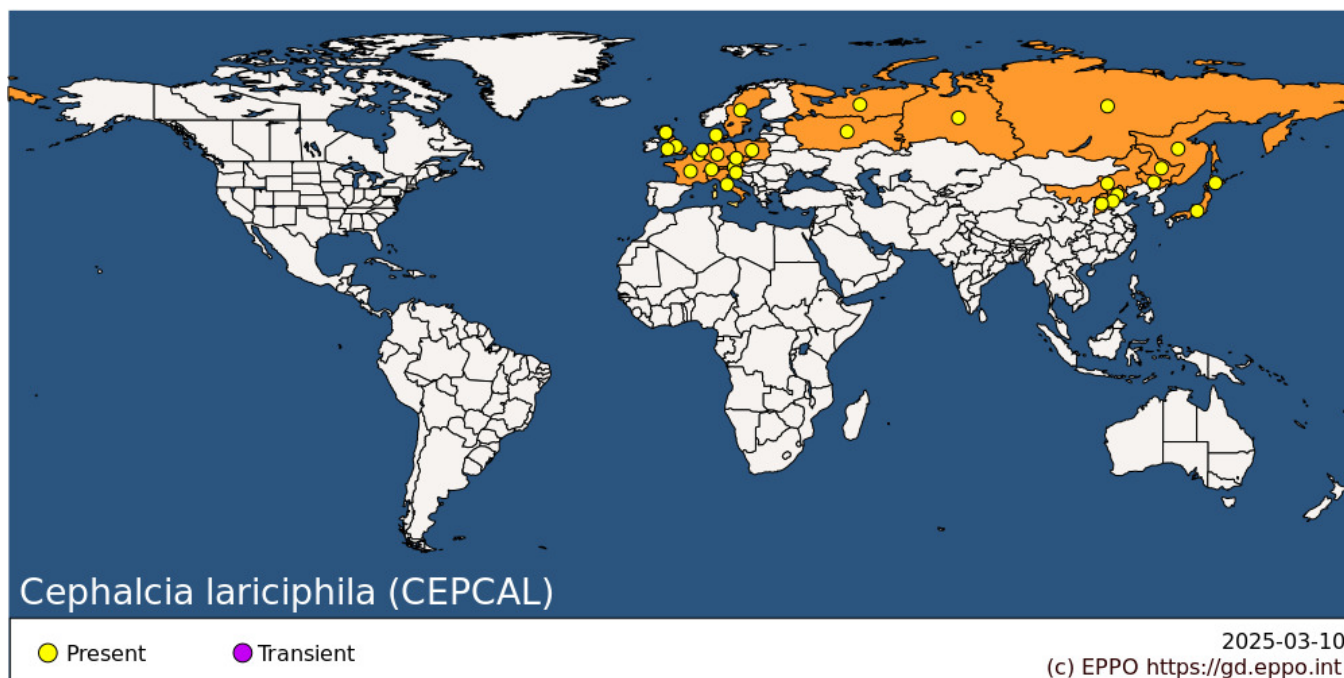 Cephalcia lariciphila (CEPCAL)
Present
Transient
2025-03-10
(c) EPPO https://gd.eppo.int